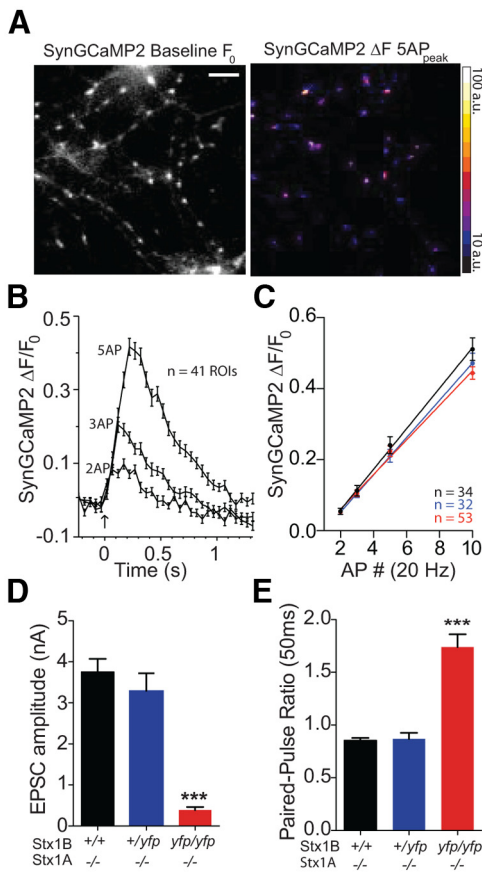 A
SynGCaMP2 Baseline F0
SynGCaMP2 ΔF 5APpeak
100 a.u.
10 a.u.
B
SynGCaMP2 ΔF/F0
0.5
0.3
0.1
-0.1
5AP
3AP
2AP
n = 41 ROIs
0
0.5
1
Time (s)
C
SynGCaMP2 ΔF/F0
0.6
0.4
0.2
0.0
n = 34
n = 32
n = 53
2
4
6
8
10
AP # (20 Hz)
D
EPSC amplitude (nA)
5
4
3
2
1
0
***
Stx1B +/+ +/yfp yfp/yfp
Stx1A -/- -/- -/-
E
Paired-Pulse Ratio (50ms)
2.0
1.5
1.0
0.5
0.0
***
Stx1B +/+ +/yfp yfp/yfp
Stx1A -/- -/- -/-